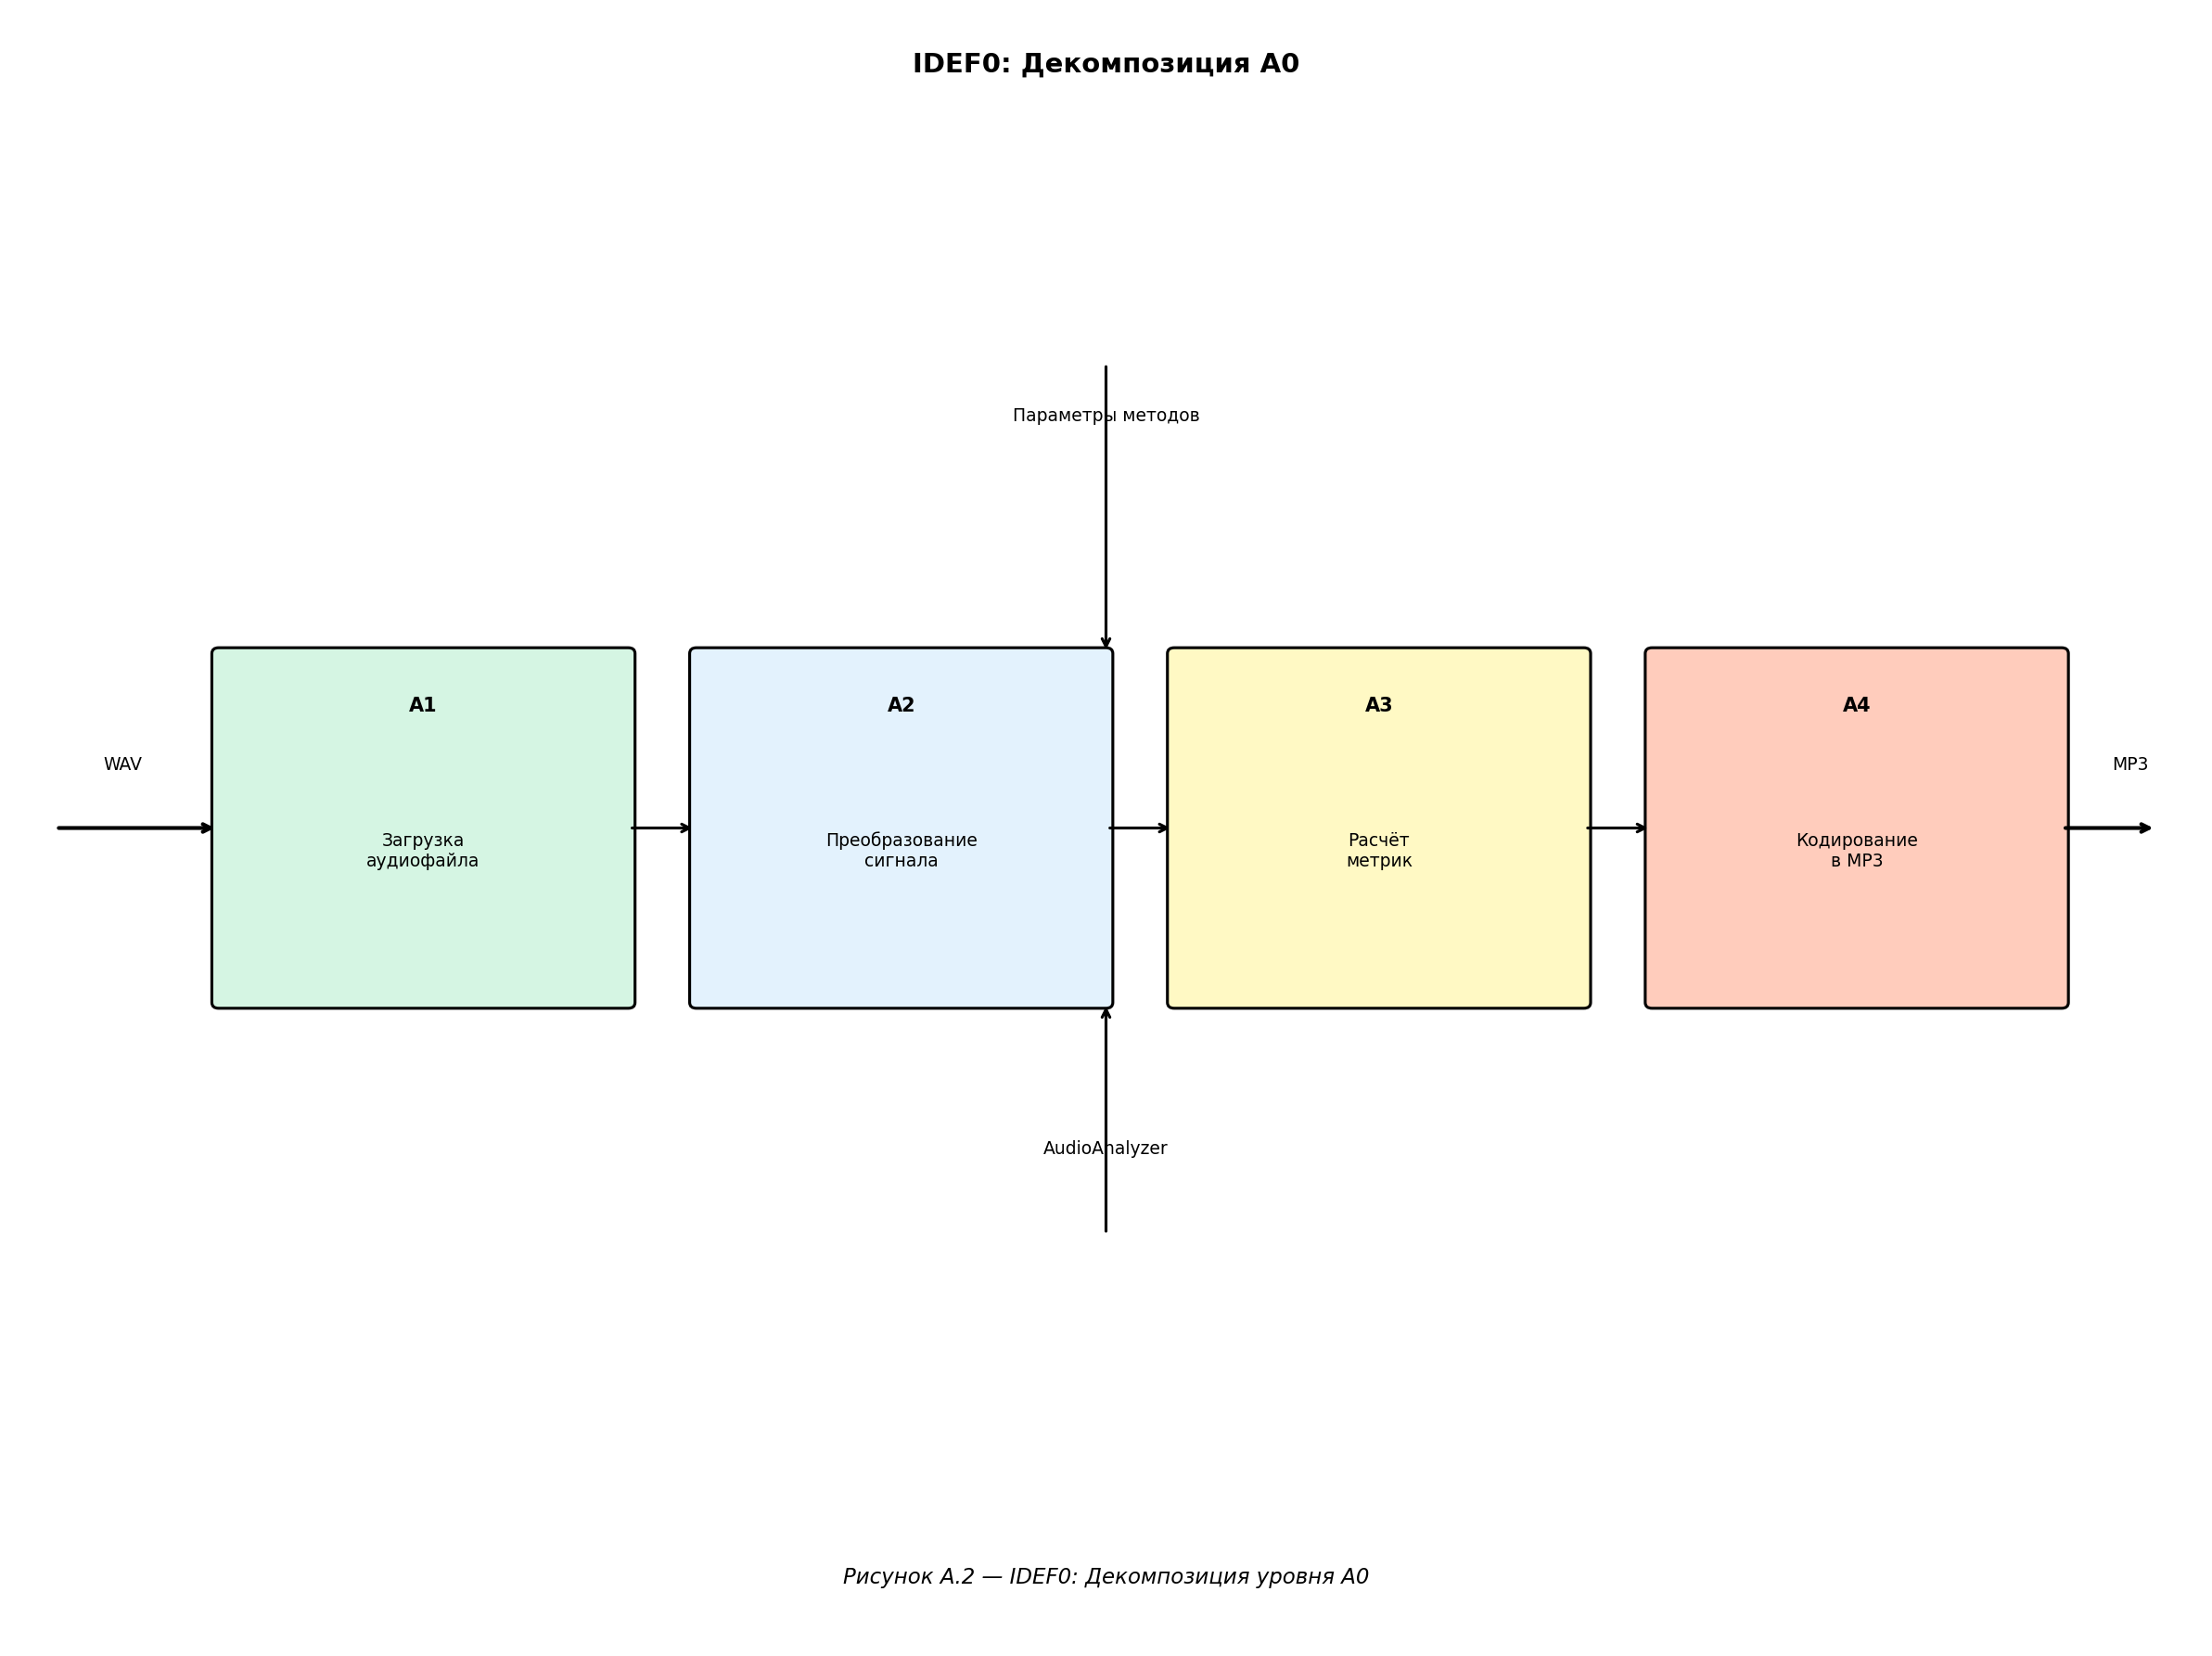 IDEF0: Декомпозиция A0
Параметры методов
A1
A2
A3
A4
WAV
MP3
Загрузка
аудиофайла
Преобразование
сигнала
Расчёт
метрик
Кодирование
в MP3
AudioAnalyzer
Рисунок А.2 — IDEF0: Декомпозиция уровня A0